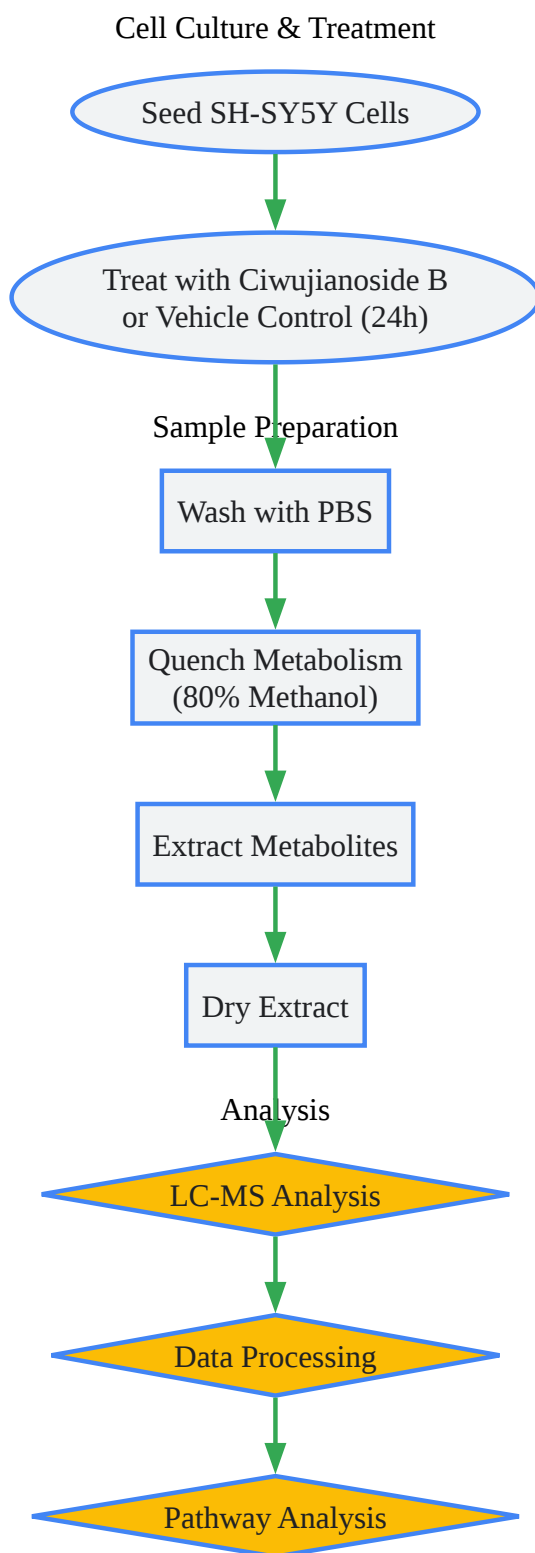 Cell Culture & Treatment
Seed SH-SY5Y Cells
Treat with Ciwujianoside B
or Vehicle Control (24h)
Sample Preparation
Wash with PBS
Quench Metabolism
(80% Methanol)
Extract Metabolites
Dry Extract
Analysis
LC-MS Analysis
Data Processing
Pathway Analysis